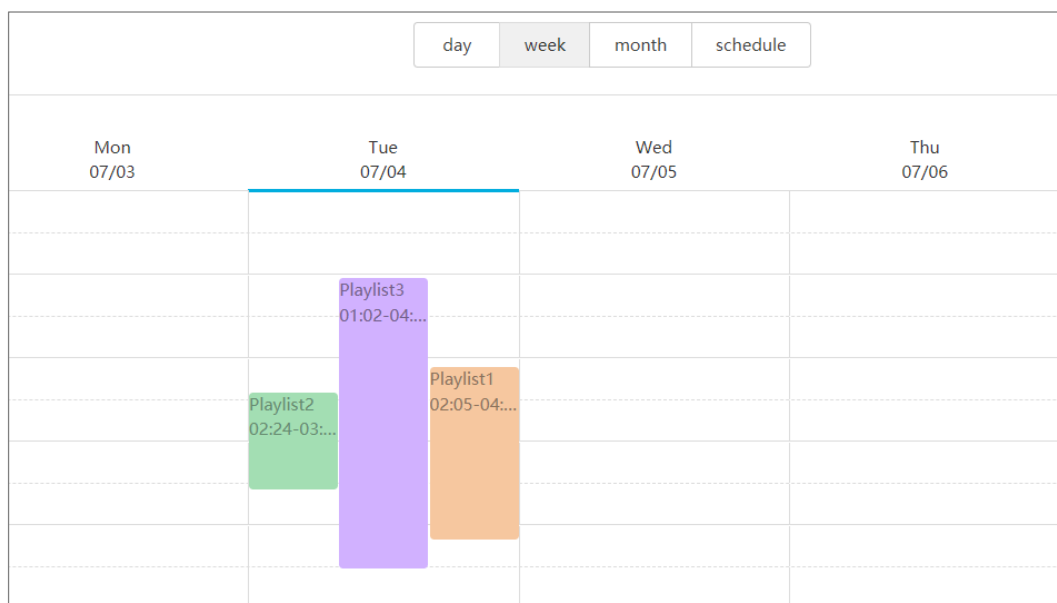 day week month schedule
Mon Tue Wed Thu
07/03 07/04 07/05 07/06
Playlist3
01:02-04:...
Playlist1
02:05-04:...
Playlist2
02:24-03:...